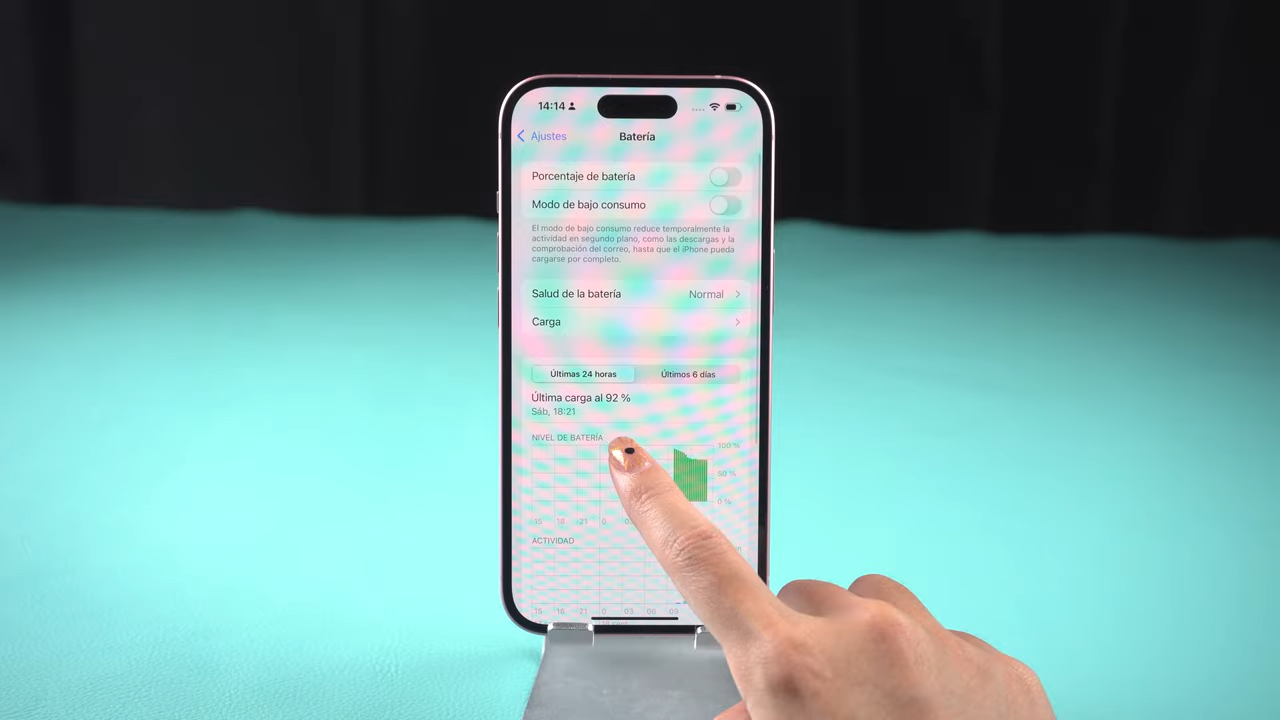 14:14
Ajustes
Batería
Porcentaje de batería
Modo de bajo consumo
El modo de bajo consumo reduce temporalmente la
actividad en segundo plano, como las descargas y la
comprobación del correo, hasta que el iPhone pueda
cargarse por completo.
Salud de la batería Normal
Carga
Últimas 24 horas Últimos 6 días
Última carga al 92 %
Sáb, 18:21
NIVEL DE BATERÍA
100 %
50 %
0 %
15 18 21 0
ACTIVIDAD
15 18 21 0 03 06 09